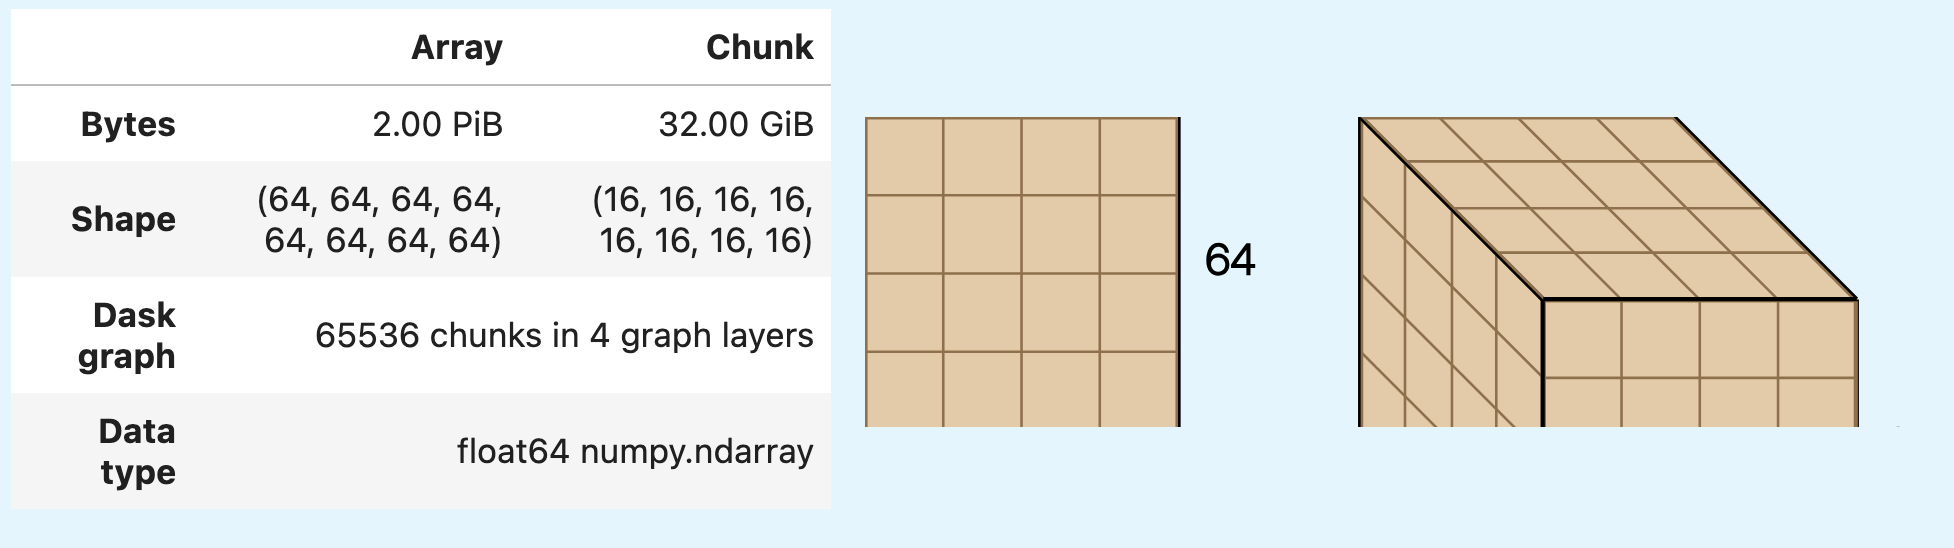 Array Chunk
Bytes 2.00 PiB 32.00 GiB
Shape (64, 64, 64, 64, 64, 64, 64, 64) (16, 16, 16, 16, 16, 16, 16, 16)
Dask graph 65536 chunks in 4 graph layers
Data type float64 numpy.ndarray
64